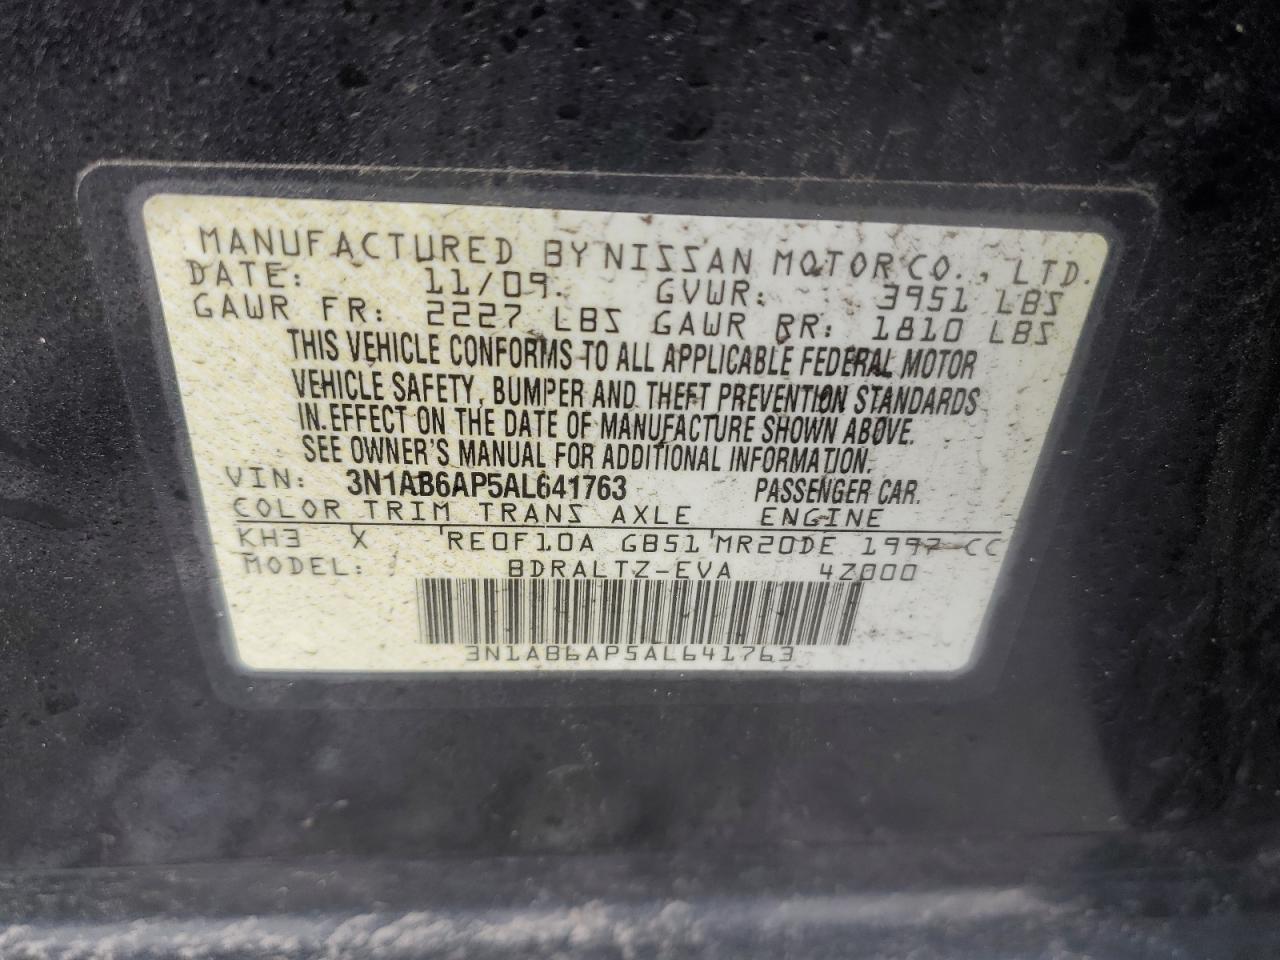 MANUFACTURED BY NISSAN MOTOR CO., LTD.
DATE: 11/09. GVWR: 3951 LBS
GAWR FR: 2227 LBS GAWR RR: 1810 LBS
THIS VEHICLE CONFORMS TO ALL APPLICABLE FEDERAL MOTOR
VEHICLE SAFETY, BUMPER AND THEFT PREVENTION STANDARDS
IN EFFECT ON THE DATE OF MANUFACTURE SHOWN ABOVE.
SEE OWNER'S MANUAL FOR ADDITIONAL INFORMATION.
VIN: 3N1AB6AP5AL641763 PASSENGER CAR.
COLOR TRIM TRANS AXLE ENGINE
KH3 X RE0F10A GB51 MR20DE 1997 CC
MODEL: BDRALTZ-EVA 4Z000
3N1AB6AP5AL641763